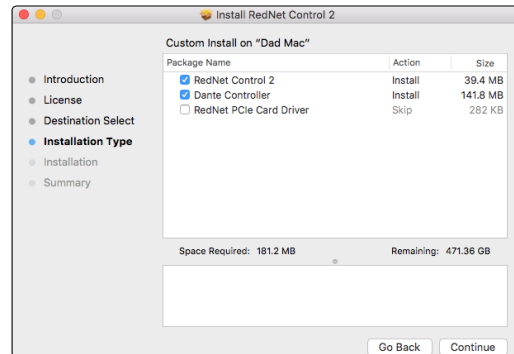 Install RedNet Control 2
Custom Install on "Dad Mac"
Introduction
License
Destination Select
Installation Type
Installation
Summary
Package Name Action Size
RedNet Control 2 Install 39.4 MB
Dante Controller Install 141.8 MB
RedNet PCIe Card Driver Skip 282 KB
Space Required: 181.2 MB Remaining: 471.36 GB
Go Back Continue